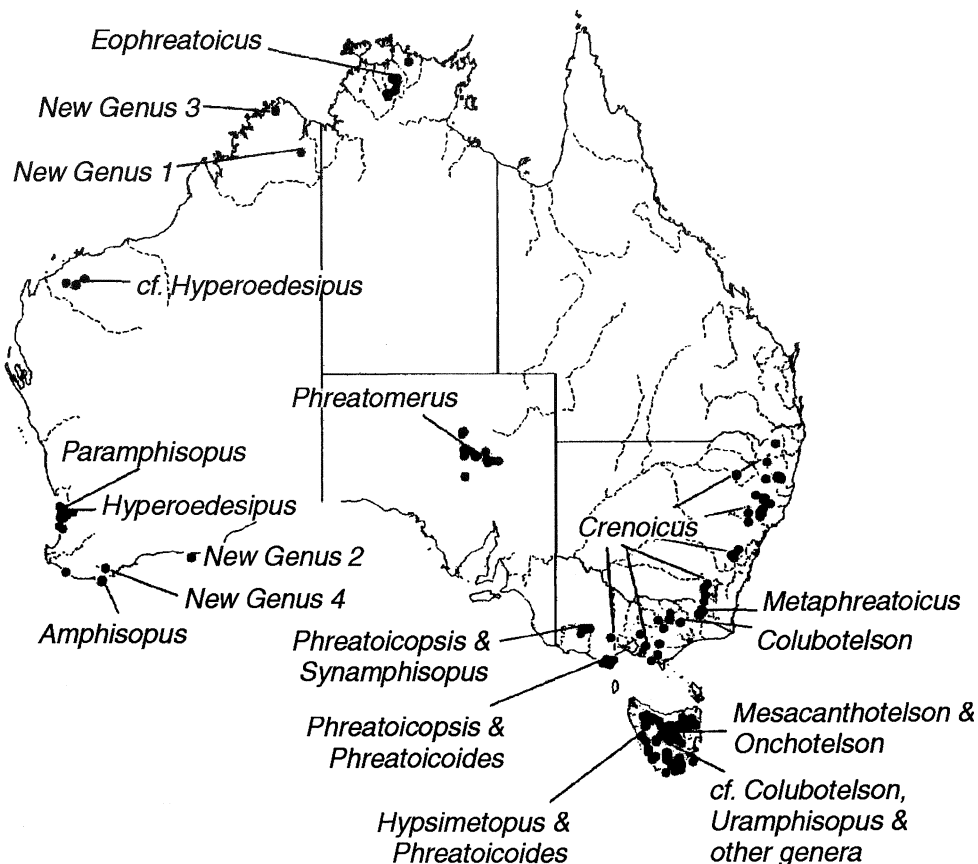 Eophreatoicus
New Genus 3
New Genus 1
cf. Hyperoedesipus
Phreatomerus
Paramphisopus
Hyperoedesipus
Crenoicus
New Genus 2
New Genus 4
Amphisopus
Metaphreatoicus
Colubotelson
Phreatoicopsis &
Synamphisopus
Phreatoicopsis &
Phreatoicoides
Mesacanthotelson &
Onchotelson
Hypsimetopus &
Phreatoicoides
cf. Colubotelson,
Uramphisopus &
other genera